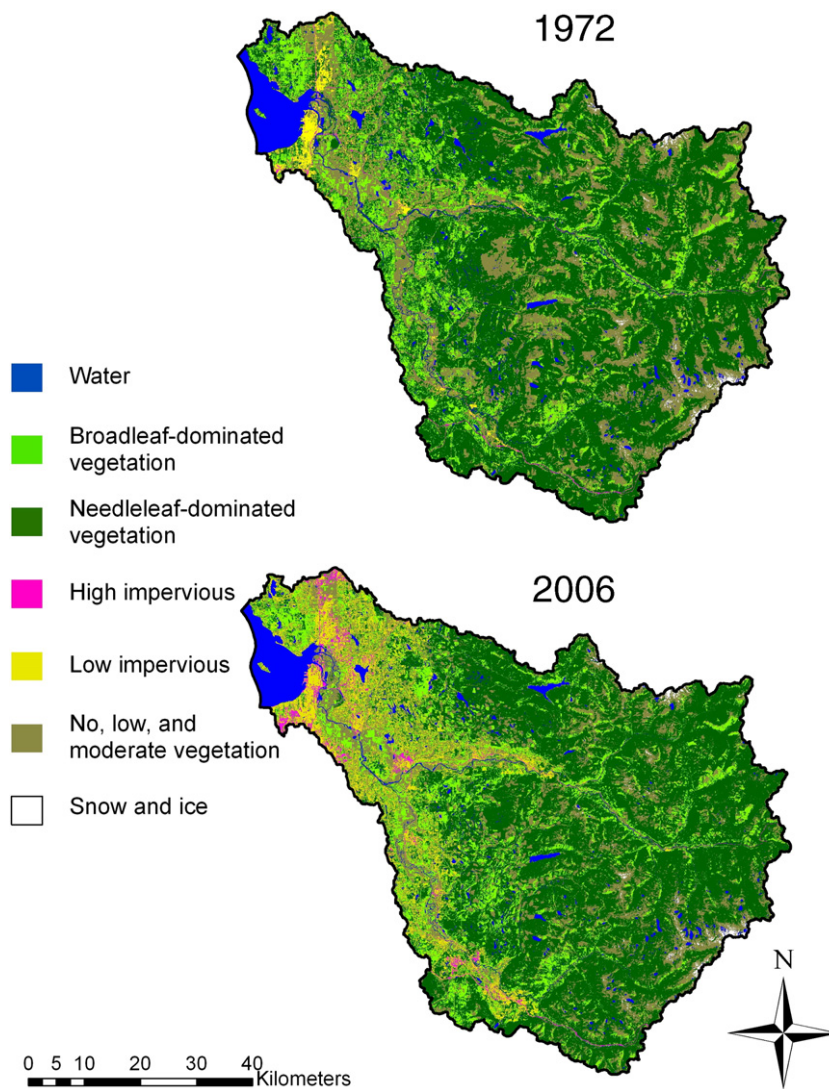 1972
Water
Broadleaf-dominated
vegetation
Needleleaf-dominated
vegetation
High impervious
2006
Low impervious
No, low, and
moderate vegetation
Snow and ice
N
0 5 10 20 30 40
Kilometers